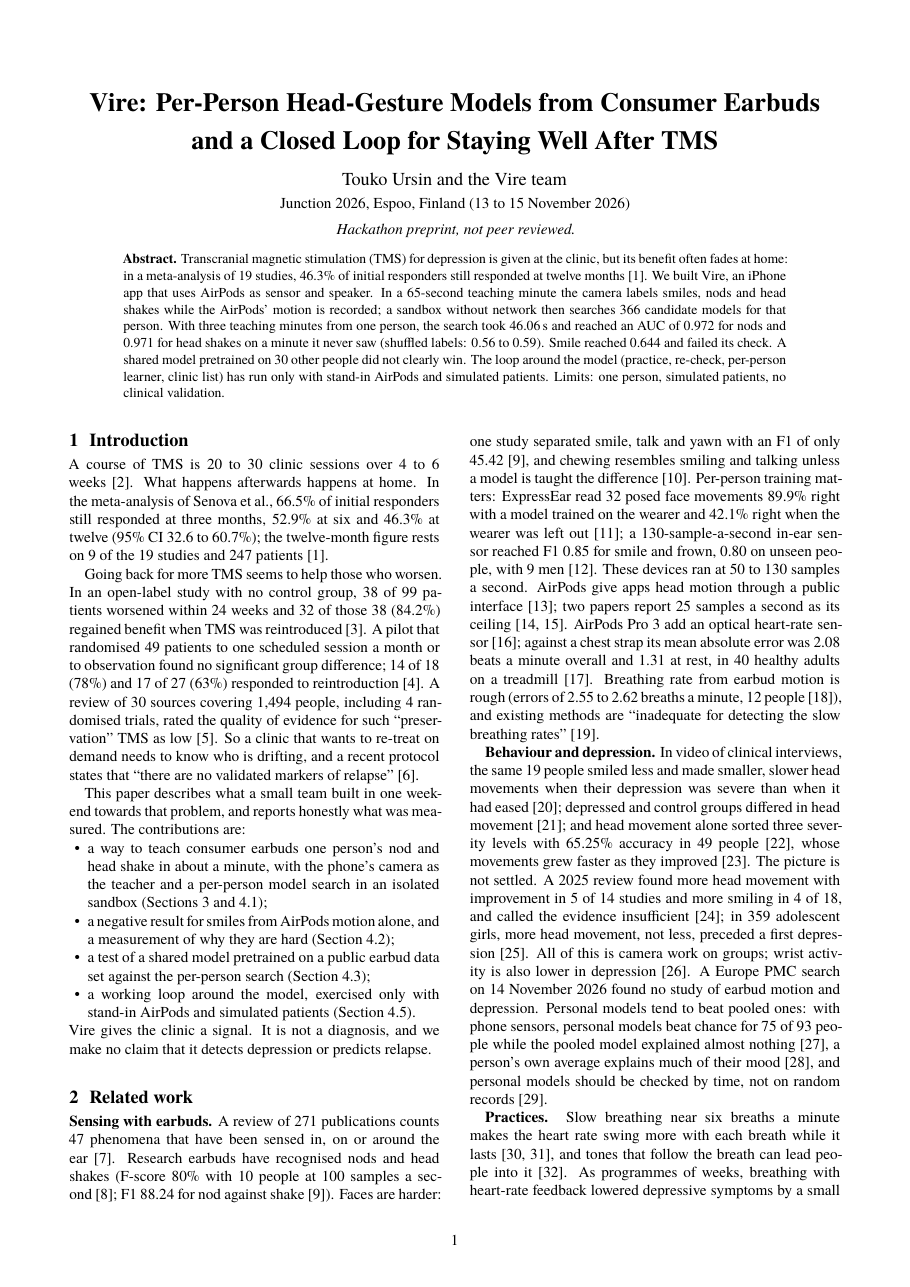 Vire: Per-Person Head-Gesture Models from Consumer Earbuds
and a Closed Loop for Staying Well After TMS
Touko Ursin and the Vire team
Junction 2026, Espoo, Finland (13 to 15 November 2026)
Hackathon preprint, not peer reviewed.
Abstract. Transcranial magnetic stimulation (TMS) for depression is given at the clinic, but its benefit often fades at home:
in a meta-analysis of 19 studies, 46.3% of initial responders still responded at twelve months [1]. We built Vire, an iPhone
app that uses AirPods as sensor and speaker. In a 65-second teaching minute the camera labels smiles, nods and head
shakes while the AirPods’ motion is recorded; a sandbox without network then searches 366 candidate models for that
person. With three teaching minutes from one person, the search took 46.06 s and reached an AUC of 0.972 for nods and
0.971 for head shakes on a minute it never saw (shuffled labels: 0.56 to 0.59). Smile reached 0.644 and failed its check. A
shared model pretrained on 30 other people did not clearly win. The loop around the model (practice, re-check, per-person
learner, clinic list) has run only with stand-in AirPods and simulated patients. Limits: one person, simulated patients, no
clinical validation.
1 Introduction
A course of TMS is 20 to 30 clinic sessions over 4 to 6
weeks [2]. What happens afterwards happens at home. In
the meta-analysis of Senova et al., 66.5% of initial responders
still responded at three months, 52.9% at six and 46.3% at
twelve (95% CI 32.6 to 60.7%); the twelve-month figure rests
on 9 of the 19 studies and 247 patients [1].
Going back for more TMS seems to help those who worsen.
In an open-label study with no control group, 38 of 99 pa-
tients worsened within 24 weeks and 32 of those 38 (84.2%)
regained benefit when TMS was reintroduced [3]. A pilot that
randomised 49 patients to one scheduled session a month or
to observation found no significant group difference; 14 of 18
(78%) and 17 of 27 (63%) responded to reintroduction [4]. A
review of 30 sources covering 1,494 people, including 4 ran-
domised trials, rated the quality of evidence for such “preser-
vation” TMS as low [5]. So a clinic that wants to re-treat on
demand needs to know who is drifting, and a recent protocol
states that “there are no validated markers of relapse” [6].
This paper describes what a small team built in one week-
end towards that problem, and reports honestly what was mea-
sured. The contributions are:
• a way to teach consumer earbuds one person’s nod and
head shake in about a minute, with the phone’s camera as
the teacher and a per-person model search in an isolated
sandbox (Sections 3 and 4.1);
• a negative result for smiles from AirPods motion alone, and
a measurement of why they are hard (Section 4.2);
• a test of a shared model pretrained on a public earbud data
set against the per-person search (Section 4.3);
• a working loop around the model, exercised only with
stand-in AirPods and simulated patients (Section 4.5).
Vire gives the clinic a signal. It is not a diagnosis, and we
make no claim that it detects depression or predicts relapse.
2 Related work
Sensing with earbuds. A review of 271 publications counts
47 phenomena that have been sensed in, on or around the
ear [7]. Research earbuds have recognised nods and head
shakes (F-score 80% with 10 people at 100 samples a sec-
ond [8]; F1 88.24 for nod against shake [9]). Faces are harder:
one study separated smile, talk and yawn with an F1 of only
45.42 [9], and chewing resembles smiling and talking unless
a model is taught the difference [10]. Per-person training mat-
ters: ExpressEar read 32 posed face movements 89.9% right
with a model trained on the wearer and 42.1% right when the
wearer was left out [11]; a 130-sample-a-second in-ear sen-
sor reached F1 0.85 for smile and frown, 0.80 on unseen peo-
ple, with 9 men [12]. These devices ran at 50 to 130 samples
a second. AirPods give apps head motion through a public
interface [13]; two papers report 25 samples a second as its
ceiling [14, 15]. AirPods Pro 3 add an optical heart-rate sen-
sor [16]; against a chest strap its mean absolute error was 2.08
beats a minute overall and 1.31 at rest, in 40 healthy adults
on a treadmill [17]. Breathing rate from earbud motion is
rough (errors of 2.55 to 2.62 breaths a minute, 12 people [18]),
and existing methods are “inadequate for detecting the slow
breathing rates” [19].
Behaviour and depression. In video of clinical interviews,
the same 19 people smiled less and made smaller, slower head
movements when their depression was severe than when it
had eased [20]; depressed and control groups differed in head
movement [21]; and head movement alone sorted three sever-
ity levels with 65.25% accuracy in 49 people [22], whose
movements grew faster as they improved [23]. The picture is
not settled. A 2025 review found more head movement with
improvement in 5 of 14 studies and more smiling in 4 of 18,
and called the evidence insufficient [24]; in 359 adolescent
girls, more head movement, not less, preceded a first depres-
sion [25]. All of this is camera work on groups; wrist activ-
ity is also lower in depression [26]. A Europe PMC search
on 14 November 2026 found no study of earbud motion and
depression. Personal models tend to beat pooled ones: with
phone sensors, personal models beat chance for 75 of 93 peo-
ple while the pooled model explained almost nothing [27], a
person’s own average explains much of their mood [28], and
personal models should be checked by time, not on random
records [29].
Practices. Slow breathing near six breaths a minute
makes the heart rate swing more with each breath while it
lasts [30, 31], and tones that follow the breath can lead peo-
ple into it [32]. As programmes of weeks, breathing with
heart-rate feedback lowered depressive symptoms by a small
1